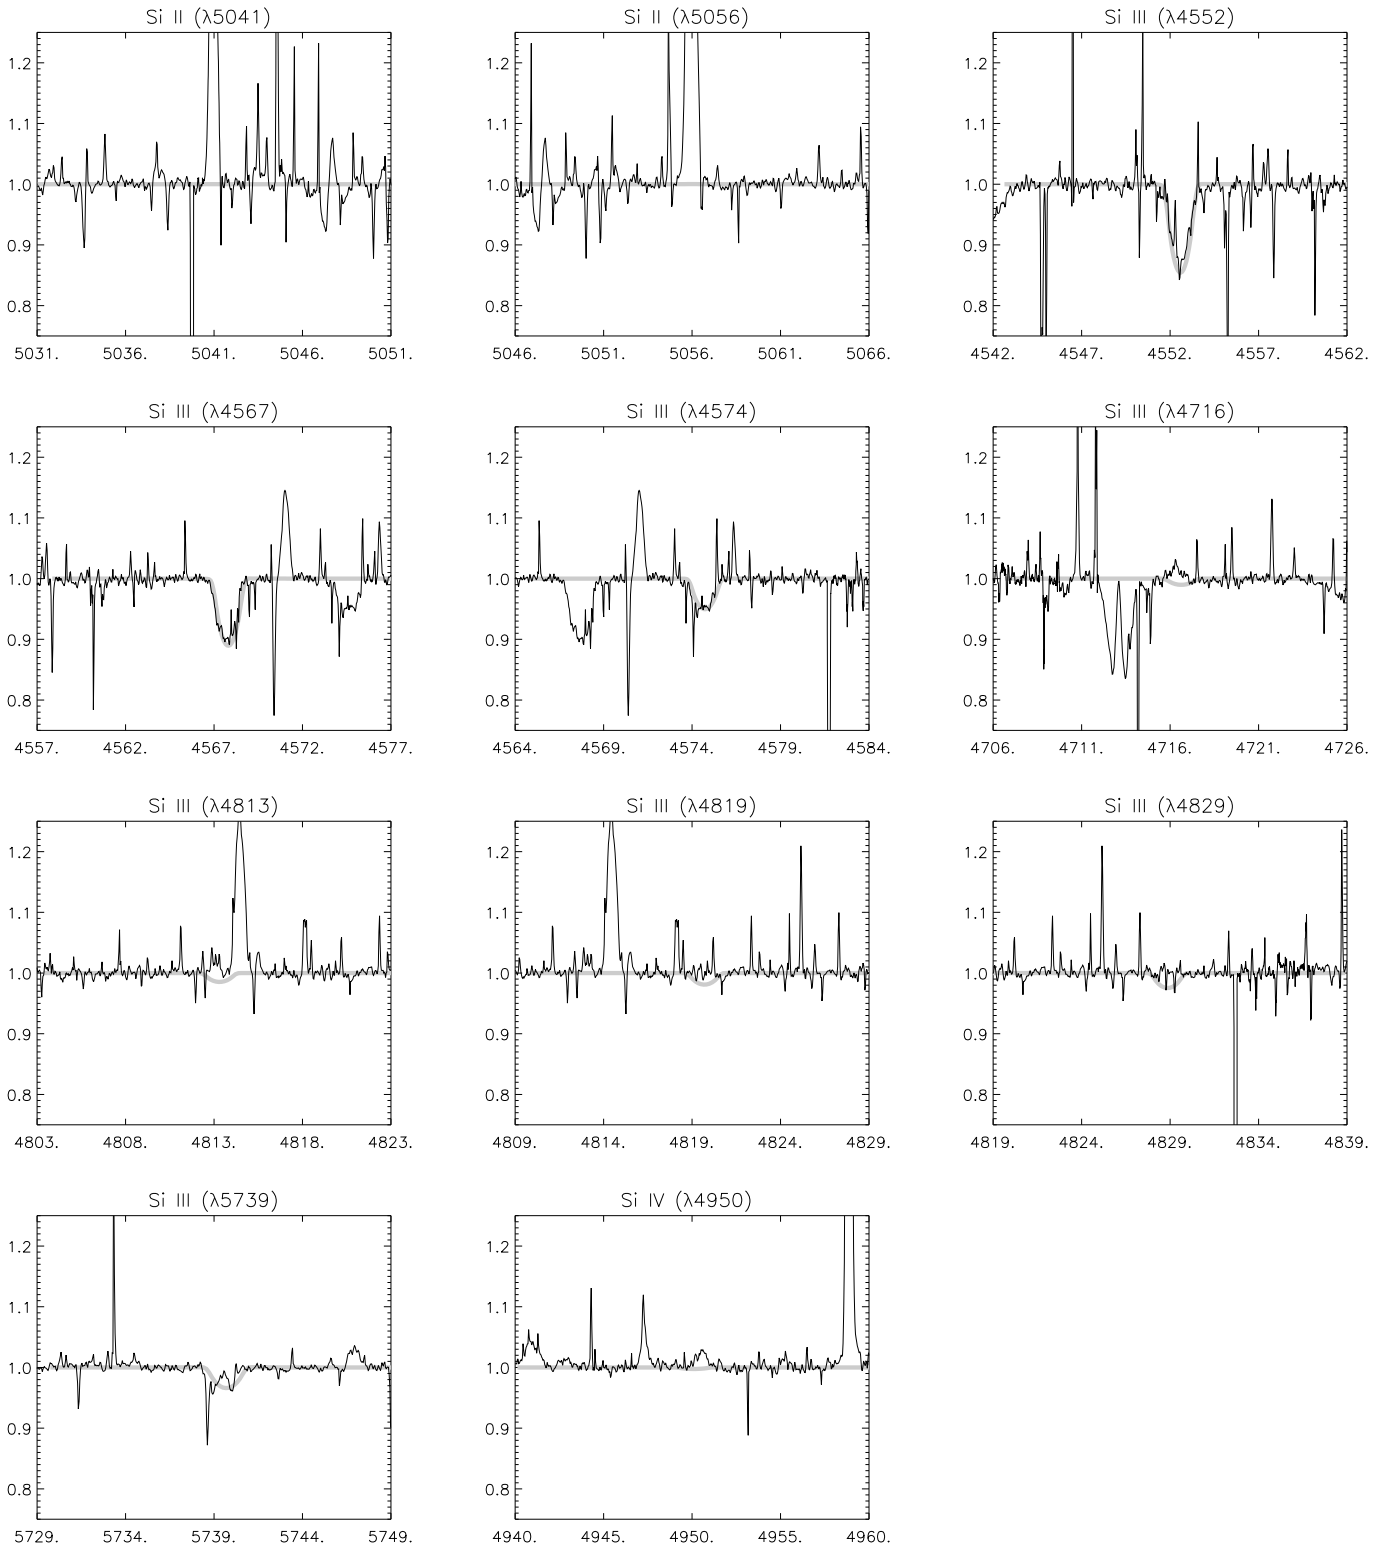 Si II (λ5041)
1.2
1.1
1.0
0.9
0.8
5031. 5036. 5041. 5046. 5051.
Si II (λ5056)
1.2
1.1
1.0
0.9
0.8
5046. 5051. 5056. 5061. 5066.
Si III (λ4552)
1.2
1.1
1.0
0.9
0.8
4542. 4547. 4552. 4557. 4562.
Si III (λ4567)
1.2
1.1
1.0
0.9
0.8
4557. 4562. 4567. 4572. 4577.
Si III (λ4574)
1.2
1.1
1.0
0.9
0.8
4564. 4569. 4574. 4579. 4584.
Si III (λ4716)
1.2
1.1
1.0
0.9
0.8
4706. 4711. 4716. 4721. 4726.
Si III (λ4813)
1.2
1.1
1.0
0.9
0.8
4803. 4808. 4813. 4818. 4823.
Si III (λ4819)
1.2
1.1
1.0
0.9
0.8
4809. 4814. 4819. 4824. 4829.
Si III (λ4829)
1.2
1.1
1.0
0.9
0.8
4819. 4824. 4829. 4834. 4839.
Si III (λ5739)
1.2
1.1
1.0
0.9
0.8
5729. 5734. 5739. 5744. 5749.
Si IV (λ4950)
1.2
1.1
1.0
0.9
0.8
4940. 4945. 4950. 4955. 4960.